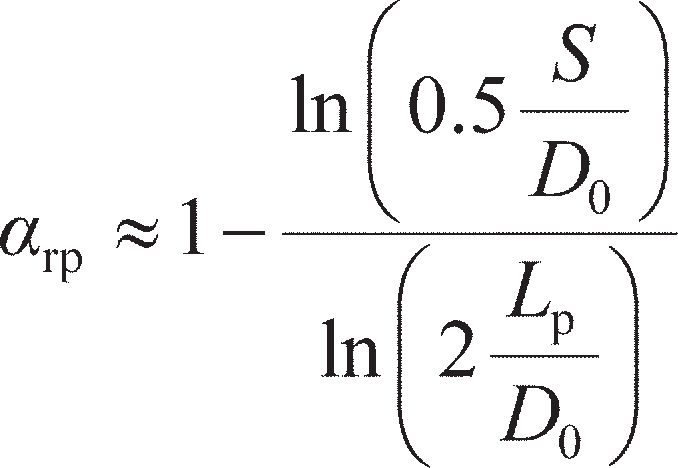 α_rp ≈ 1 − ln(0.5 S/D_0) / ln(2 L_p/D_0)